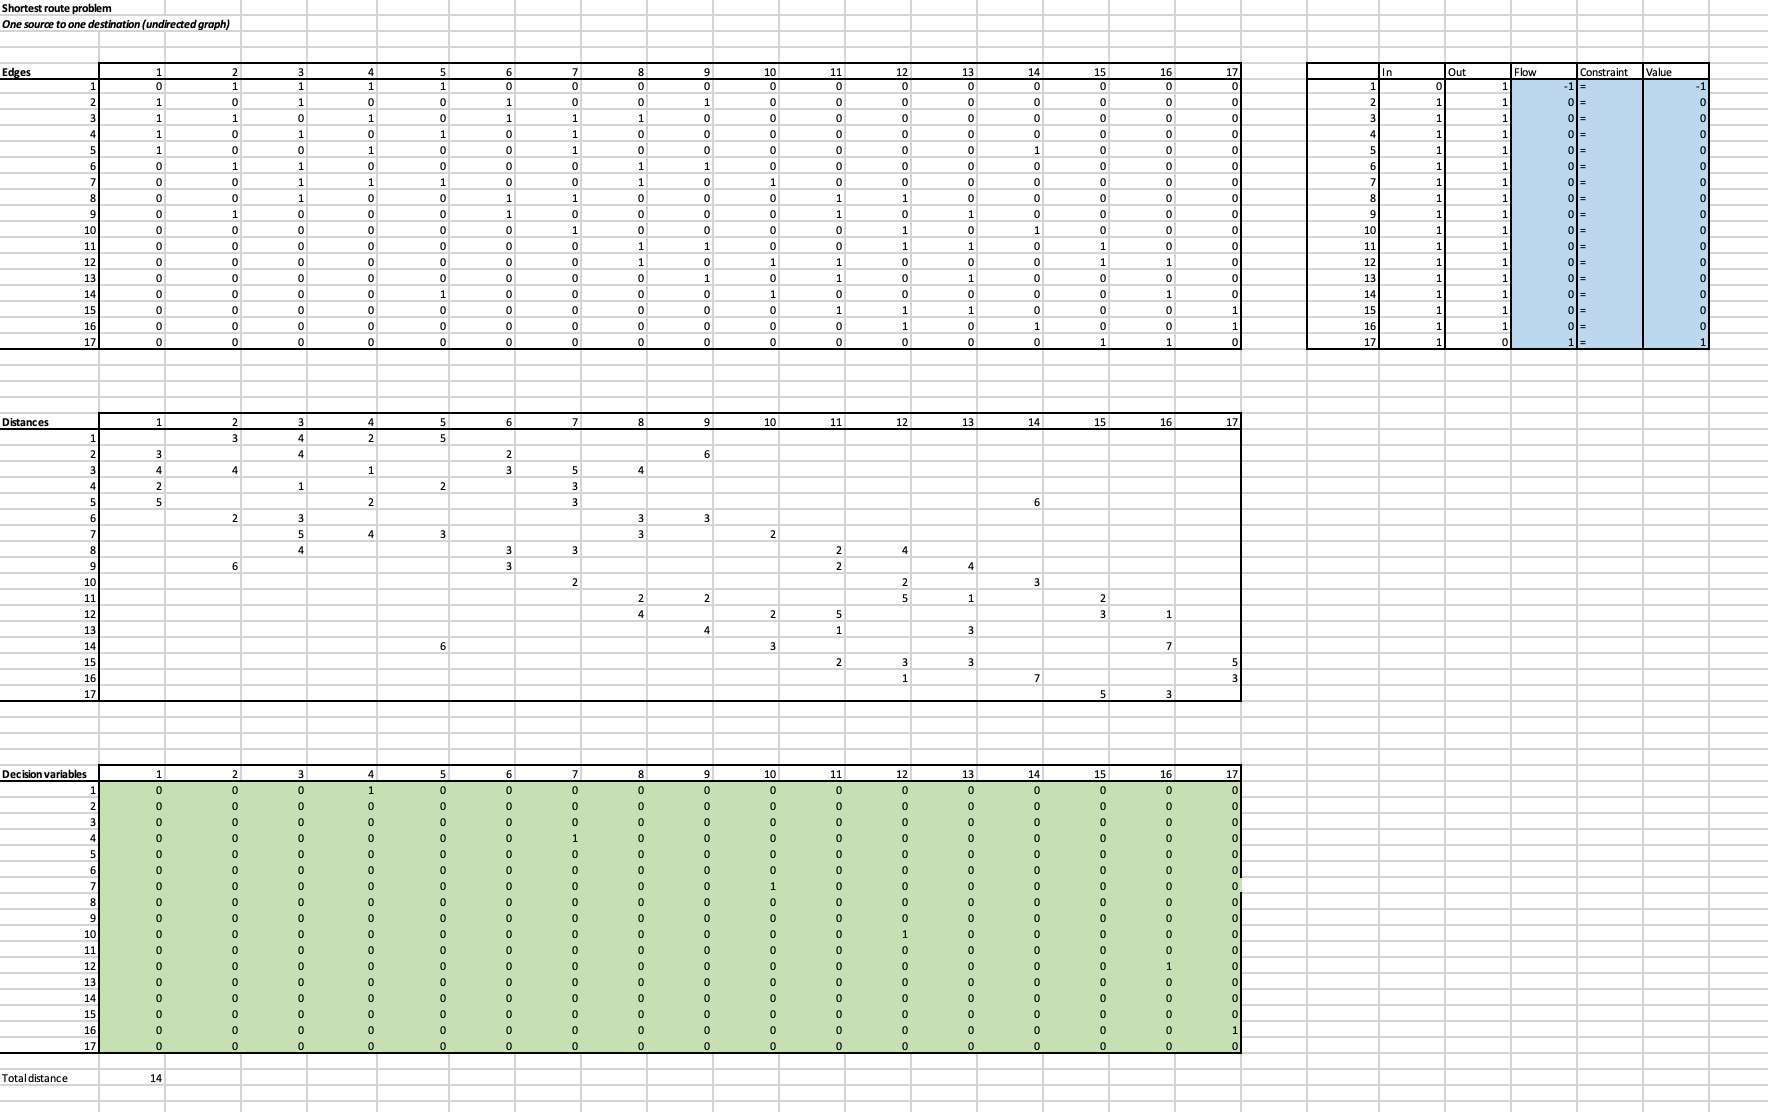 Shortest route problem
One source to one destination (undirected graph)
Edges 1 2 3 4 5 6 7 8 9 10 11 12 13 14 15 16 17 In Out Flow Constraint Value
1 0 1 1 1 1 0 0 0 0 0 0 0 0 0 0 0 0 1 0 1 -1 = -1
2 1 0 1 0 0 1 0 0 1 0 0 0 0 0 0 0 0 2 1 1 0 = 0
3 1 1 0 1 0 1 1 1 0 0 0 0 0 0 0 0 0 3 1 1 0 = 0
4 1 0 1 0 1 0 1 0 0 0 0 0 0 0 0 0 0 4 1 1 0 = 0
5 1 0 0 1 0 0 1 0 0 0 0 0 0 1 0 0 0 5 1 1 0 = 0
6 0 1 1 0 0 0 0 1 1 0 0 0 0 0 0 0 0 6 1 1 0 = 0
7 0 0 1 1 1 0 0 1 0 1 0 0 0 0 0 0 0 7 1 1 0 = 0
8 0 0 1 0 0 1 1 0 0 0 1 1 0 0 0 0 0 8 1 1 0 = 0
9 0 1 0 0 0 1 0 0 0 0 1 0 1 0 0 0 0 9 1 1 0 = 0
10 0 0 0 0 0 0 1 0 0 0 0 1 0 1 0 0 0 10 1 1 0 = 0
11 0 0 0 0 0 0 0 1 1 0 0 1 1 0 1 0 0 11 1 1 0 = 0
12 0 0 0 0 0 0 0 1 0 1 1 0 0 0 1 1 0 12 1 1 0 = 0
13 0 0 0 0 0 0 0 0 1 0 1 0 1 0 0 0 0 13 1 1 0 = 0
14 0 0 0 0 1 0 0 0 0 1 0 0 0 0 0 1 0 14 1 1 0 = 0
15 0 0 0 0 0 0 0 0 0 0 1 1 1 0 0 0 1 15 1 1 0 = 0
16 0 0 0 0 0 0 0 0 0 0 0 1 0 1 0 0 1 16 1 1 0 = 0
17 0 0 0 0 0 0 0 0 0 0 0 0 0 0 1 1 0 17 1 0 1 = 1
Distances 1 2 3 4 5 6 7 8 9 10 11 12 13 14 15 16 17
1 3 4 2 5
2 3 4 2 6
3 4 4 1 3 5 4
4 2 1 2 3
5 5 2 3 6
6 2 3 3 3
7 5 4 3 3 2
8 4 3 3 2 4
9 6 3 2 4
10 2 2 3
11 2 2 5 1 2
12 4 2 5 3 1
13 4 1 3
14 6 3 7
15 2 3 3 5
16 1 7 3
17 5 3
Decision variables 1 2 3 4 5 6 7 8 9 10 11 12 13 14 15 16 17
1 0 0 0 1 0 0 0 0 0 0 0 0 0 0 0 0 0
2 0 0 0 0 0 0 0 0 0 0 0 0 0 0 0 0 0
3 0 0 0 0 0 0 0 0 0 0 0 0 0 0 0 0 0
4 0 0 0 0 0 0 1 0 0 0 0 0 0 0 0 0 0
5 0 0 0 0 0 0 0 0 0 0 0 0 0 0 0 0 0
6 0 0 0 0 0 0 0 0 0 0 0 0 0 0 0 0 0
7 0 0 0 0 0 0 0 0 0 1 0 0 0 0 0 0 0
8 0 0 0 0 0 0 0 0 0 0 0 0 0 0 0 0 0
9 0 0 0 0 0 0 0 0 0 0 0 0 0 0 0 0 0
10 0 0 0 0 0 0 0 0 0 0 0 1 0 0 0 0 0
11 0 0 0 0 0 0 0 0 0 0 0 0 0 0 0 0 0
12 0 0 0 0 0 0 0 0 0 0 0 0 0 0 0 1 0
13 0 0 0 0 0 0 0 0 0 0 0 0 0 0 0 0 0
14 0 0 0 0 0 0 0 0 0 0 0 0 0 0 0 0 0
15 0 0 0 0 0 0 0 0 0 0 0 0 0 0 0 0 0
16 0 0 0 0 0 0 0 0 0 0 0 0 0 0 0 0 1
17 0 0 0 0 0 0 0 0 0 0 0 0 0 0 0 0 0
Total distance 14